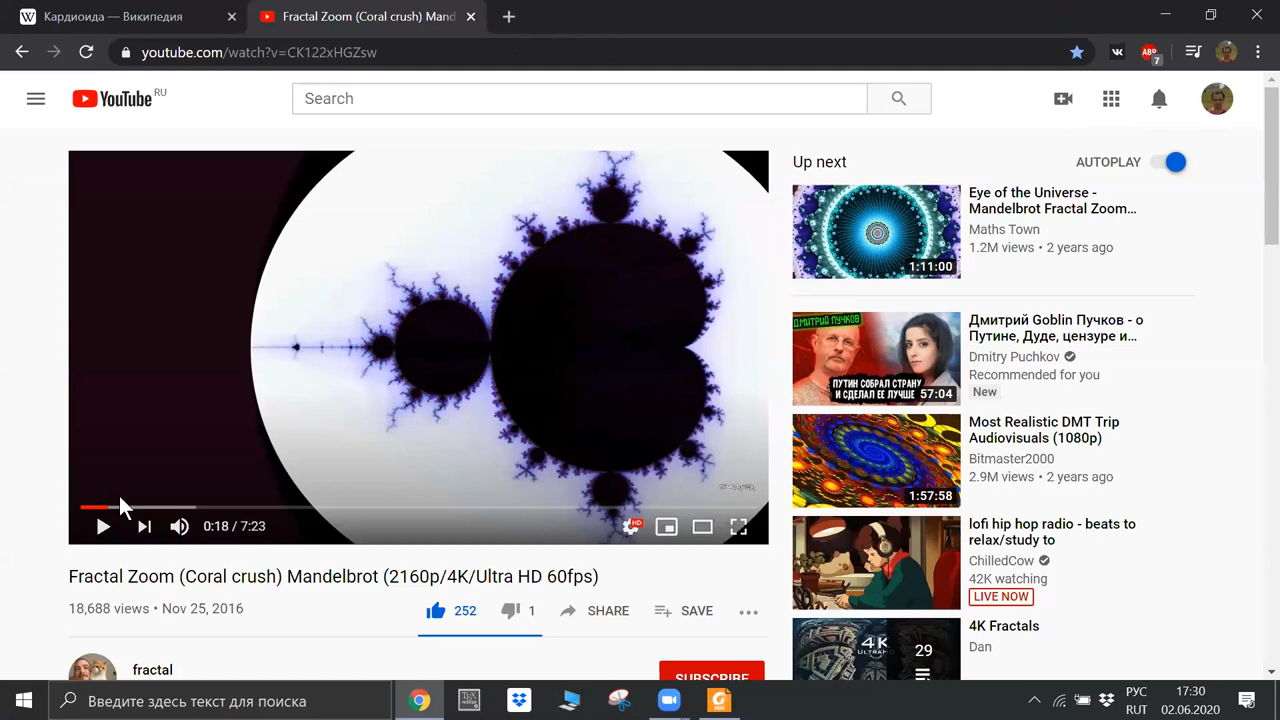 Кардиоида — Википедия
Fractal Zoom (Coral crush) Mand
youtube.com/watch?v=CK122xHGZsw
ABP
7
YouTube RU
Search
Up next
AUTOPLAY
Eye of the Universe -
Mandelbrot Fractal Zoom...
Maths Town
1.2M views • 2 years ago
1:11:00
ДМИТРИЙ ПУЧКОВ
ПУТИН СОБРАЛ СТРАНУ
И СДЕЛАЛ ЕЕ ЛУЧШЕ
57:04
Дмитрий Goblin Пучков - о
Путине, Дуде, цензуре и...
Dmitry Puchkov
Recommended for you
New
Most Realistic DMT Trip
Audiovisuals (1080p)
Bitmaster2000
2.9M views • 2 years ago
1:57:58
lofi hip hop radio - beats to
relax/study to
ChilledCow
42K watching
LIVE NOW
4K
29
4K Fractals
Dan
0:18 / 7:23
HD
Fractal Zoom (Coral crush) Mandelbrot (2160p/4K/Ultra HD 60fps)
18,688 views • Nov 25, 2016
252
1
SHARE
SAVE
fractal
SUBSCRIBE
Введите здесь текст для поиска
РУС
RUT
17:30
02.06.2020